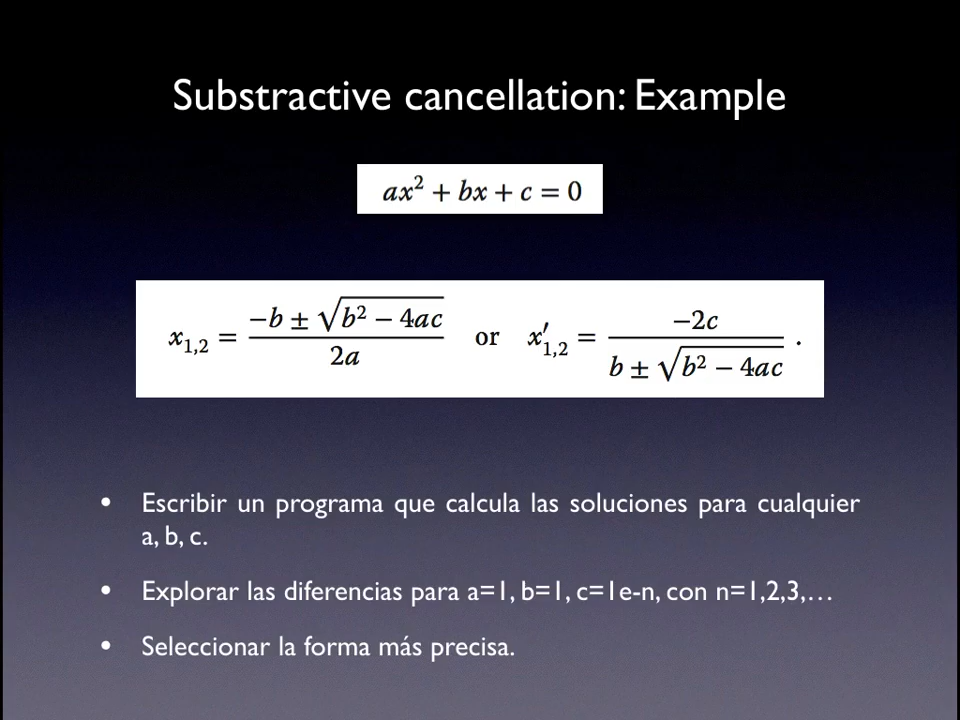 Substractive cancellation: Example
ax² + bx + c = 0
x₁,₂ = (−b ± √(b² − 4ac)) / 2a or x′₁,₂ = −2c / (b ± √(b² − 4ac)) .
• Escribir un programa que calcula las soluciones para cualquier
a, b, c.
• Explorar las diferencias para a=1, b=1, c=1e-n, con n=1,2,3,…
• Seleccionar la forma más precisa.